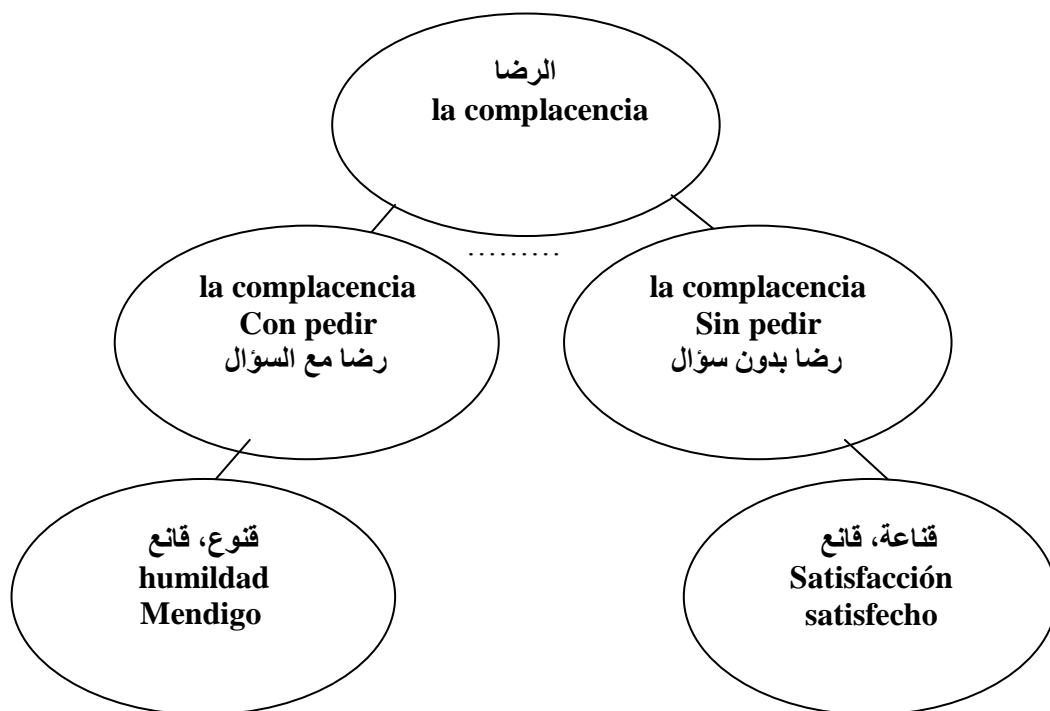 الرضا
la complacencia
.........
la complacencia
Con pedir
رضا مع السؤال
la complacencia
Sin pedir
رضا بدون سؤال
قنوع، قانع
humildad
Mendigo
قناعة، قانع
Satisfacción
satisfecho